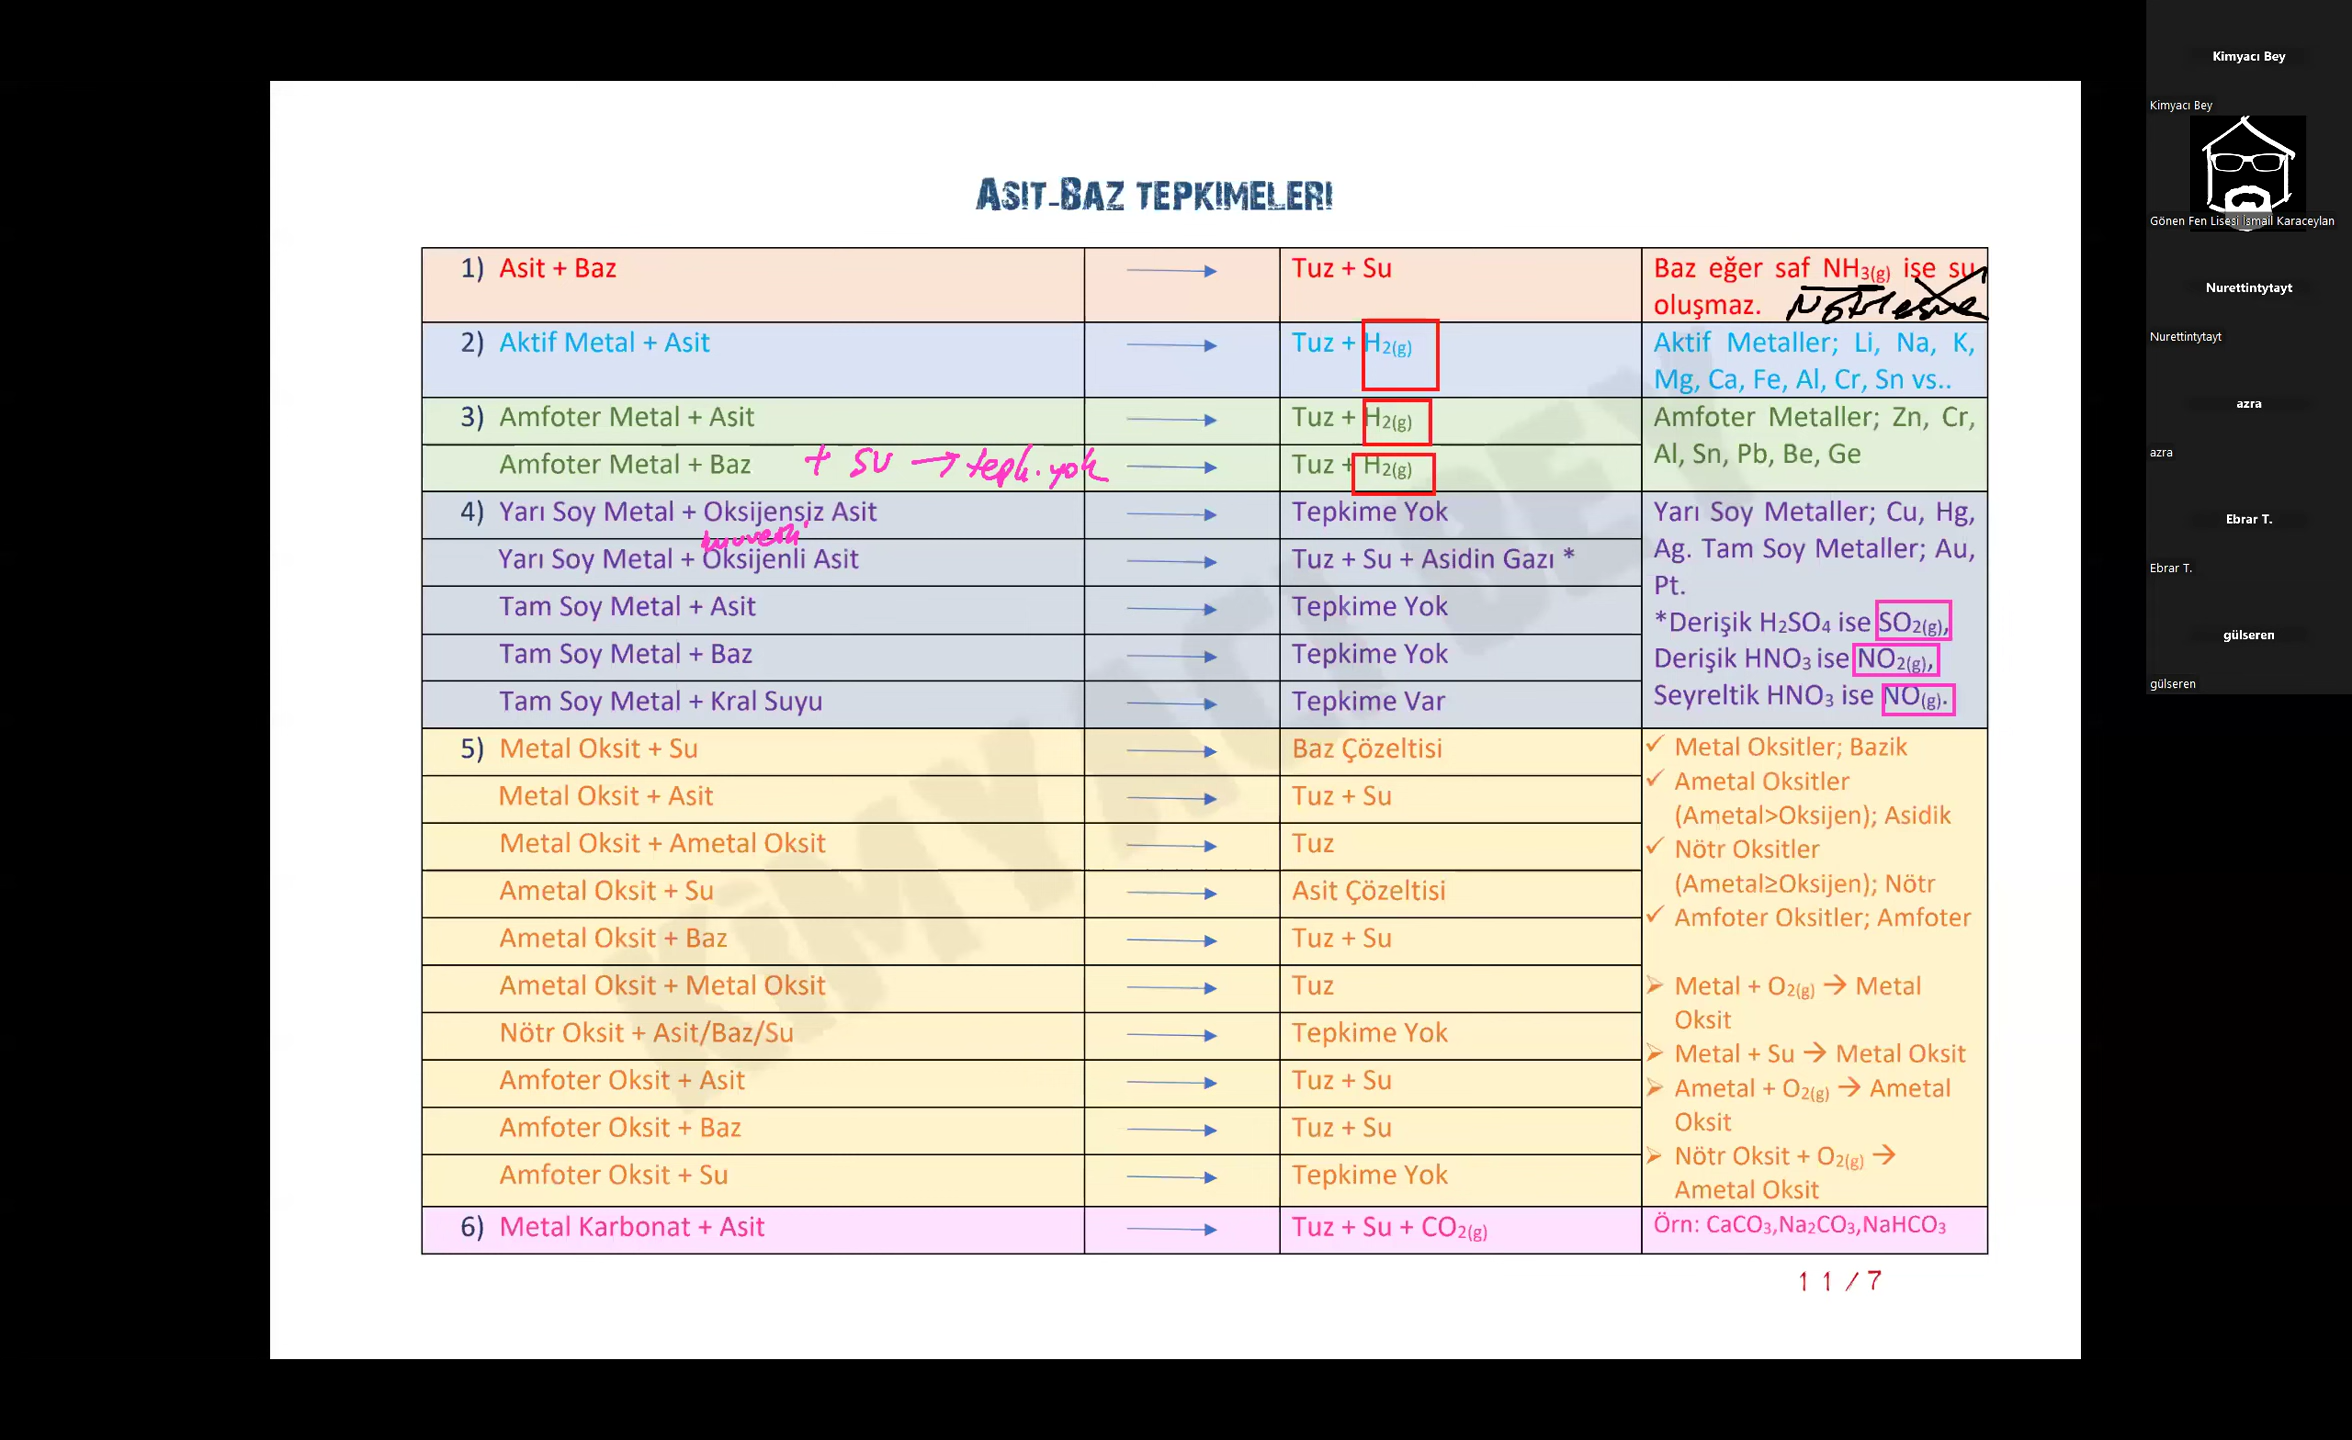 ASIT-BAZ TEPKIMELERI
1) Asit + Baz
Tuz + Su
Baz eğer saf NH3(g) ise su
oluşmaz. Nötrleşme
2) Aktif Metal + Asit
Tuz + H2(g)
Aktif Metaller; Li, Na, K,
Mg, Ca, Fe, Al, Cr, Sn vs..
3) Amfoter Metal + Asit
Tuz + H2(g)
Amfoter Metal + Baz + su → tepk. yok
Tuz + H2(g)
Amfoter Metaller; Zn, Cr,
Al, Sn, Pb, Be, Ge
4) Yarı Soy Metal + Oksijensiz Asit
Tepkime Yok
kuvvetli
Yarı Soy Metal + Oksijenli Asit
Tuz + Su + Asidin Gazı *
Tam Soy Metal + Asit
Tepkime Yok
Tam Soy Metal + Baz
Tepkime Yok
Tam Soy Metal + Kral Suyu
Tepkime Var
Yarı Soy Metaller; Cu, Hg,
Ag. Tam Soy Metaller; Au,
Pt.
*Derişik H2SO4 ise SO2(g),
Derişik HNO3 ise NO2(g),
Seyreltik HNO3 ise NO(g).
5) Metal Oksit + Su
Baz Çözeltisi
Metal Oksit + Asit
Tuz + Su
Metal Oksit + Ametal Oksit
Tuz
Ametal Oksit + Su
Asit Çözeltisi
Ametal Oksit + Baz
Tuz + Su
Ametal Oksit + Metal Oksit
Tuz
Nötr Oksit + Asit/Baz/Su
Tepkime Yok
Amfoter Oksit + Asit
Tuz + Su
Amfoter Oksit + Baz
Tuz + Su
Amfoter Oksit + Su
Tepkime Yok
✓ Metal Oksitler; Bazik
✓ Ametal Oksitler
(Ametal>Oksijen); Asidik
✓ Nötr Oksitler
(Ametal≥Oksijen); Nötr
✓ Amfoter Oksitler; Amfoter
➢ Metal + O2(g) → Metal
Oksit
➢ Metal + Su → Metal Oksit
➢ Ametal + O2(g) → Ametal
Oksit
➢ Nötr Oksit + O2(g) →
Ametal Oksit
6) Metal Karbonat + Asit
Tuz + Su + CO2(g)
Örn: CaCO3,Na2CO3,NaHCO3
11/7
KİMYACI BEY
Kimyacı Bey
Kimyacı Bey
Gönen Fen Lisesi İsmail Karaceylan
Nurettintytayt
Nurettintytayt
azra
azra
Ebrar T.
Ebrar T.
gülseren
gülseren